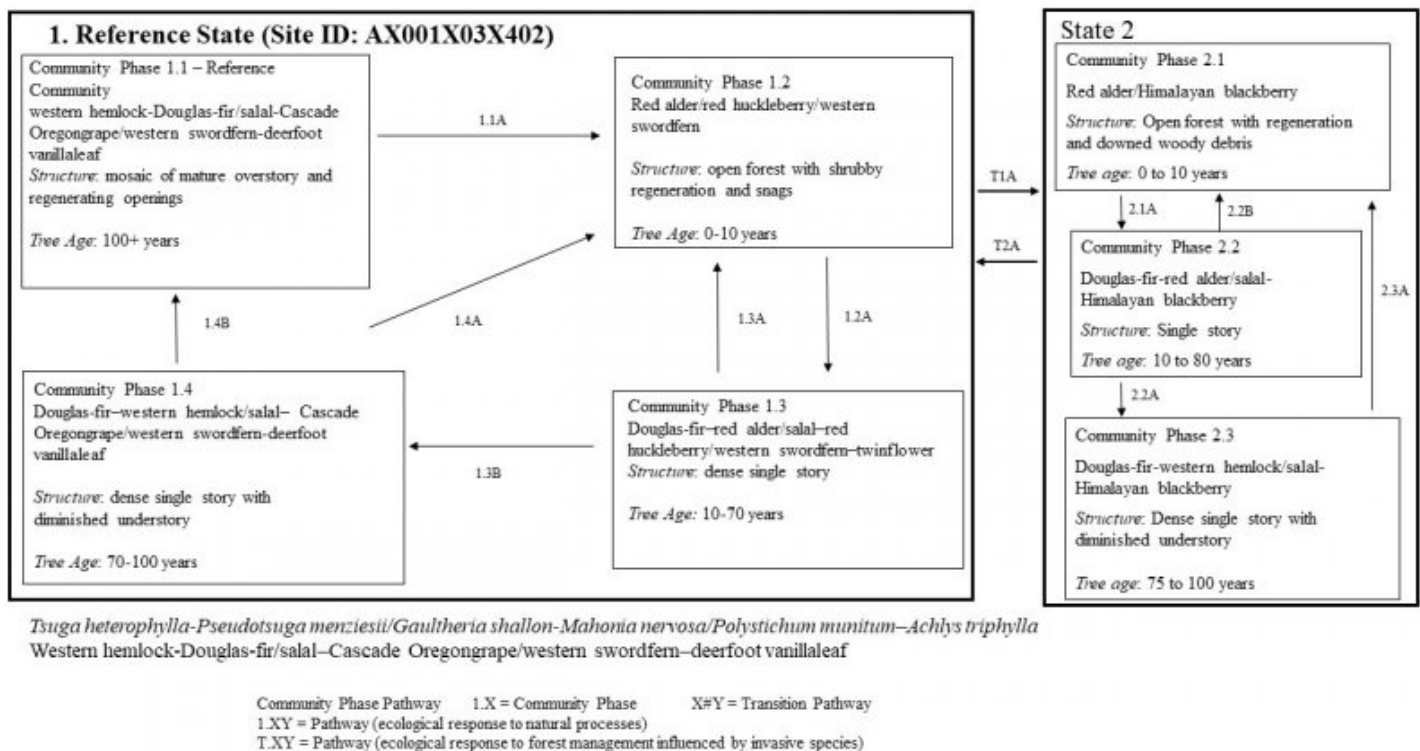 1. Reference State (Site ID: AX001X03X402)
Community Phase 1.1 – Reference
Community
western hemlock-Douglas-fir/salal-Cascade
Oregongrape/western swordfern-deerfoot
vanillaleaf
Structure: mosaic of mature overstory and
regenerating openings
Tree Age: 100+ years
1.1A
Community Phase 1.2
Red alder/red huckleberry/western
swordfern
Structure: open forest with shrubby
regeneration and snags
Tree Age: 0-10 years
1.4B
1.4A
1.3A
1.2A
Community Phase 1.4
Douglas-fir–western hemlock/salal– Cascade
Oregongrape/western swordfern-deerfoot
vanillaleaf
Structure: dense single story with
diminished understory
Tree Age: 70-100 years
1.3B
Community Phase 1.3
Douglas-fir–red alder/salal–red
huckleberry/western swordfern–twinflower
Structure: dense single story
Tree Age: 10-70 years
T1A
T2A
State 2
Community Phase 2.1
Red alder/Himalayan blackberry
Structure: Open forest with regeneration
and downed woody debris
Tree age: 0 to 10 years
2.1A
2.2B
2.3A
Community Phase 2.2
Douglas-fir-red alder/salal-
Himalayan blackberry
Structure: Single story
Tree age: 10 to 80 years
2.2A
Community Phase 2.3
Douglas-fir-western hemlock/salal-
Himalayan blackberry
Structure: Dense single story with
diminished understory
Tree age: 75 to 100 years
Tsuga heterophylla-Pseudotsuga menziesii/Gaultheria shallon-Mahonia nervosa/Polystichum munitum–Achlys triphylla
Western hemlock-Douglas-fir/salal–Cascade Oregongrape/western swordfern–deerfoot vanillaleaf
Community Phase Pathway 1.X = Community Phase X#Y = Transition Pathway
1.XY = Pathway (ecological response to natural processes)
T.XY = Pathway (ecological response to forest management influenced by invasive species)